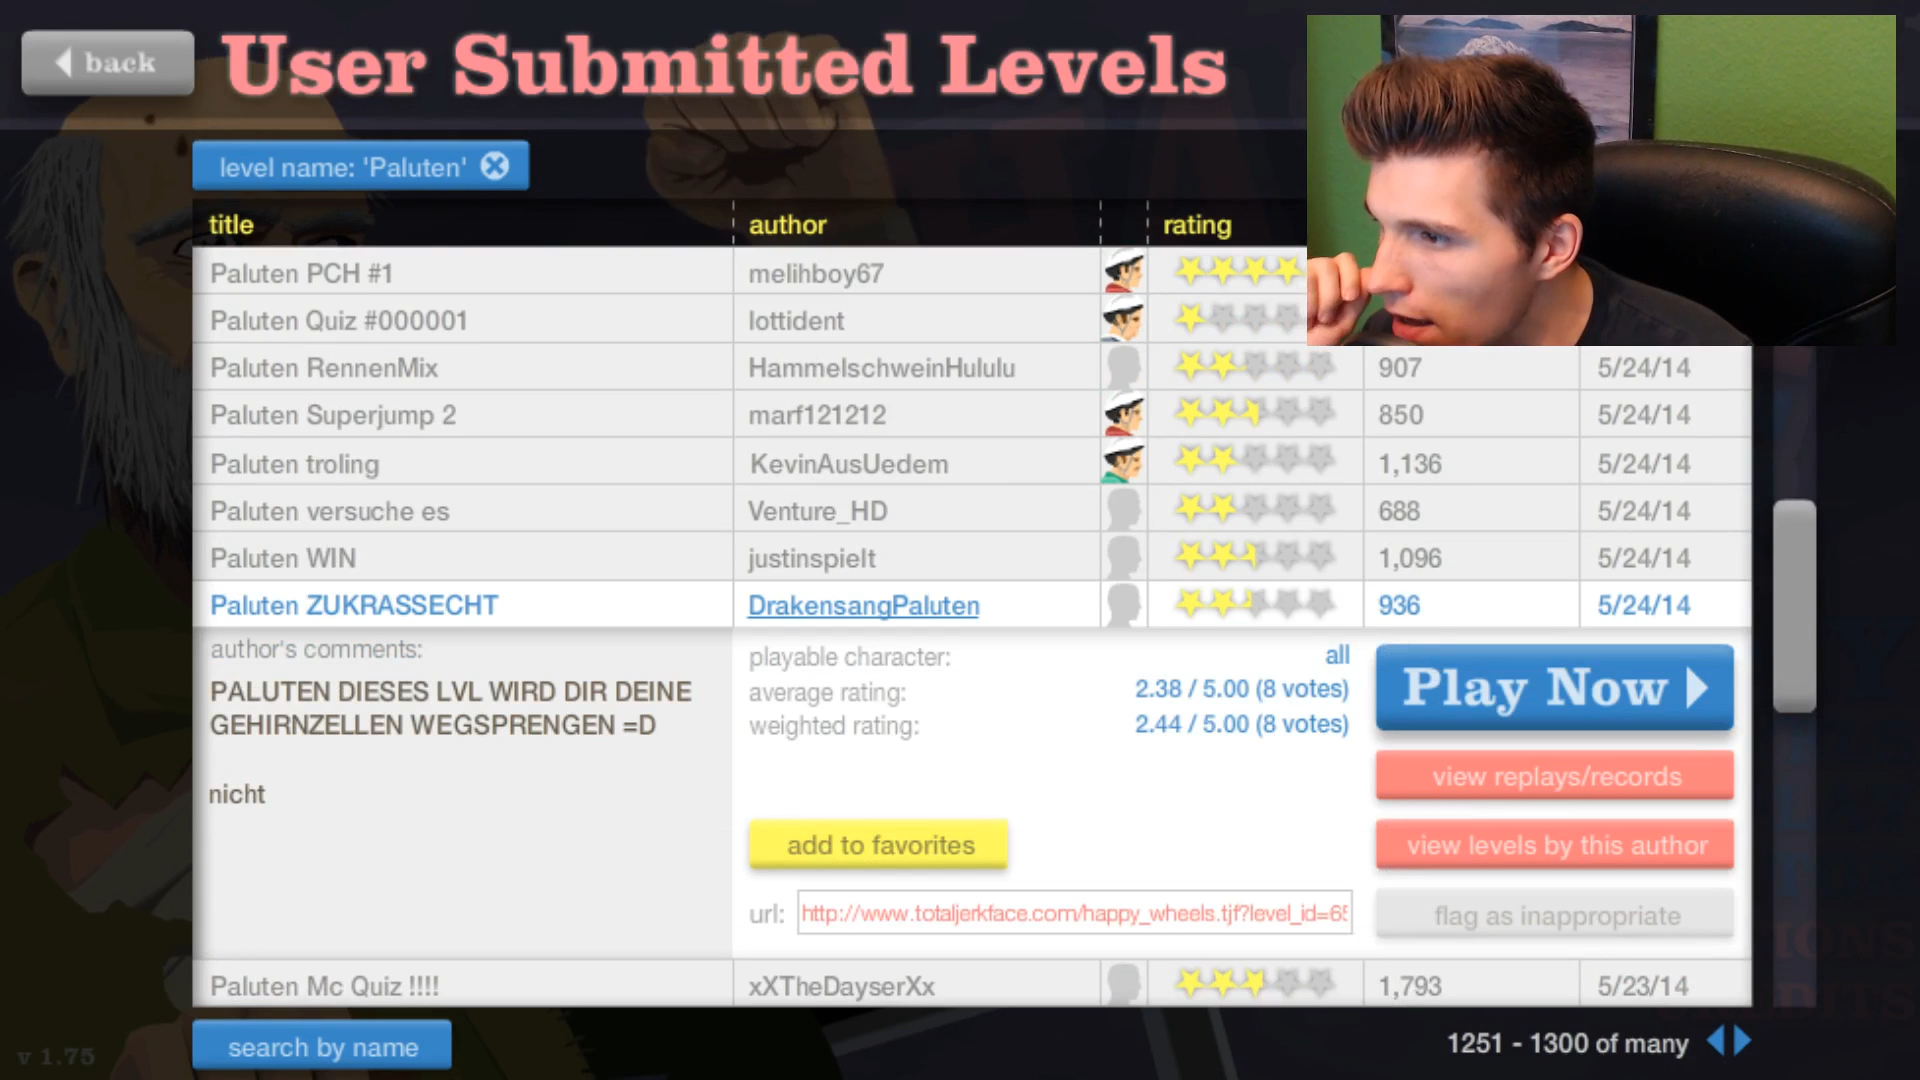 back
User Submitted Levels
level name: 'Paluten'
title author rating
Paluten PCH #1 melihboy67
Paluten Quiz #000001 lottident
Paluten RennenMix HammelschweinHululu 907 5/24/14
Paluten Superjump 2 marf121212 850 5/24/14
Paluten troling KevinAusUedem 1,136 5/24/14
Paluten versuche es Venture_HD 688 5/24/14
Paluten WIN justinspielt 1,096 5/24/14
Paluten ZUKRASSECHT DrakensangPaluten 936 5/24/14
author's comments:
PALUTEN DIESES LVL WIRD DIR DEINE
GEHIRNZELLEN WEGSPRENGEN =D
nicht
playable character: all
average rating: 2.38 / 5.00 (8 votes)
weighted rating: 2.44 / 5.00 (8 votes)
add to favorites
url: http://www.totaljerkface.com/happy_wheels.tjf?level_id=65
Play Now
view replays/records
view levels by this author
flag as inappropriate
Paluten Mc Quiz !!!! xXTheDayserXx 1,793 5/23/14
v 1.75
search by name
1251 - 1300 of many